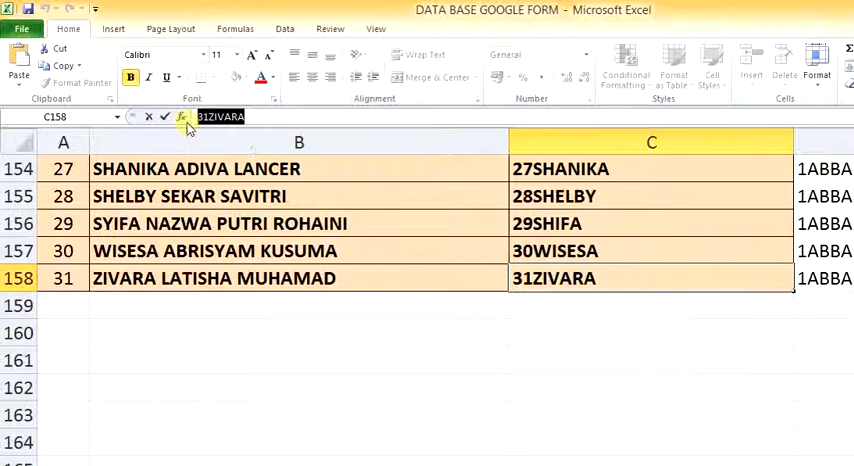 DATA BASE GOOGLE FORM - Microsoft Excel
File Home Insert Page Layout Formulas Data Review View
Paste
Cut
Copy
Format Painter
Clipboard
Calibri 11 A A
B I U A
Font
Wrap Text
Merge & Center
Alignment
General
% ,
Number
Conditional Formatting
Format as Table
Cell Styles
Styles
Insert Delete Format
Cells
C158 fx 31ZIVARA
A B C
154 27 SHANIKA ADIVA LANCER 27SHANIKA 1ABBA
155 28 SHELBY SEKAR SAVITRI 28SHELBY 1ABBA
156 29 SYIFA NAZWA PUTRI ROHAINI 29SHIFA 1ABBA
157 30 WISESA ABRISYAM KUSUMA 30WISESA 1ABBA
158 31 ZIVARA LATISHA MUHAMAD 31ZIVARA 1ABBA
159
160
161
162
163
164